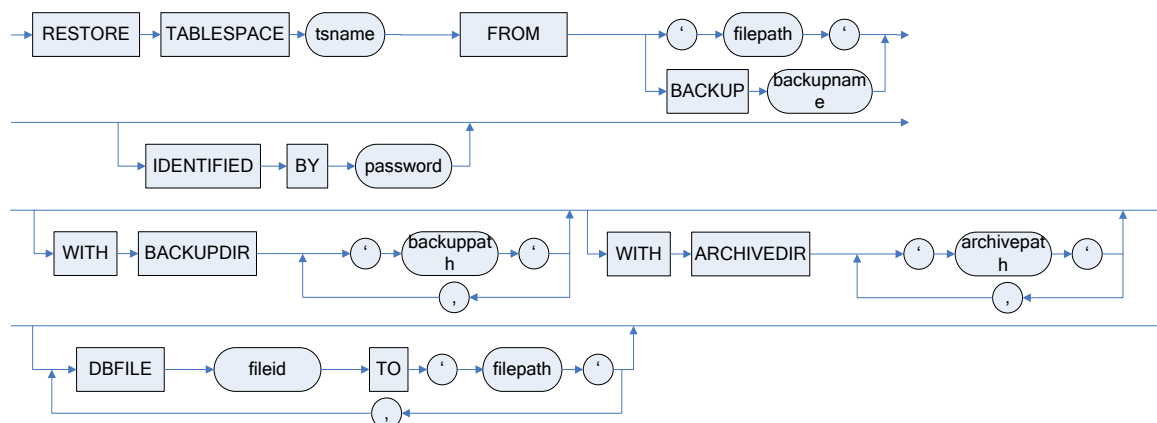 RESTORE TABLESPACE tsname FROM ‘ filepath ‘
BACKUP backupnam
e
IDENTIFIED BY password
WITH BACKUPDIR ‘ backuppat
h ‘ WITH ARCHIVEDIR ‘ archivepat
h ‘
, ,
DBFILE fileid TO ‘ filepath ‘
,